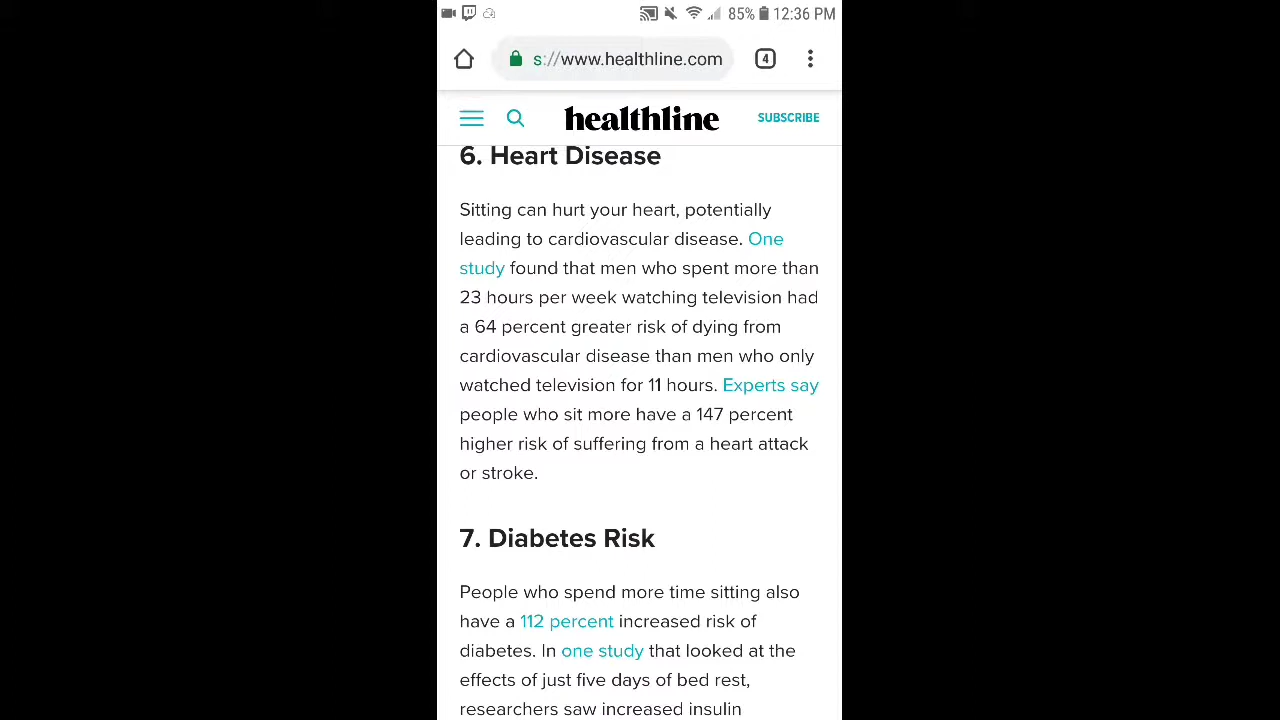 85% 12:36 PM
s://www.healthline.com 4
healthline SUBSCRIBE
6. Heart Disease
Sitting can hurt your heart, potentially
leading to cardiovascular disease. One
study found that men who spent more than
23 hours per week watching television had
a 64 percent greater risk of dying from
cardiovascular disease than men who only
watched television for 11 hours. Experts say
people who sit more have a 147 percent
higher risk of suffering from a heart attack
or stroke.
7. Diabetes Risk
People who spend more time sitting also
have a 112 percent increased risk of
diabetes. In one study that looked at the
effects of just five days of bed rest,
researchers saw increased insulin